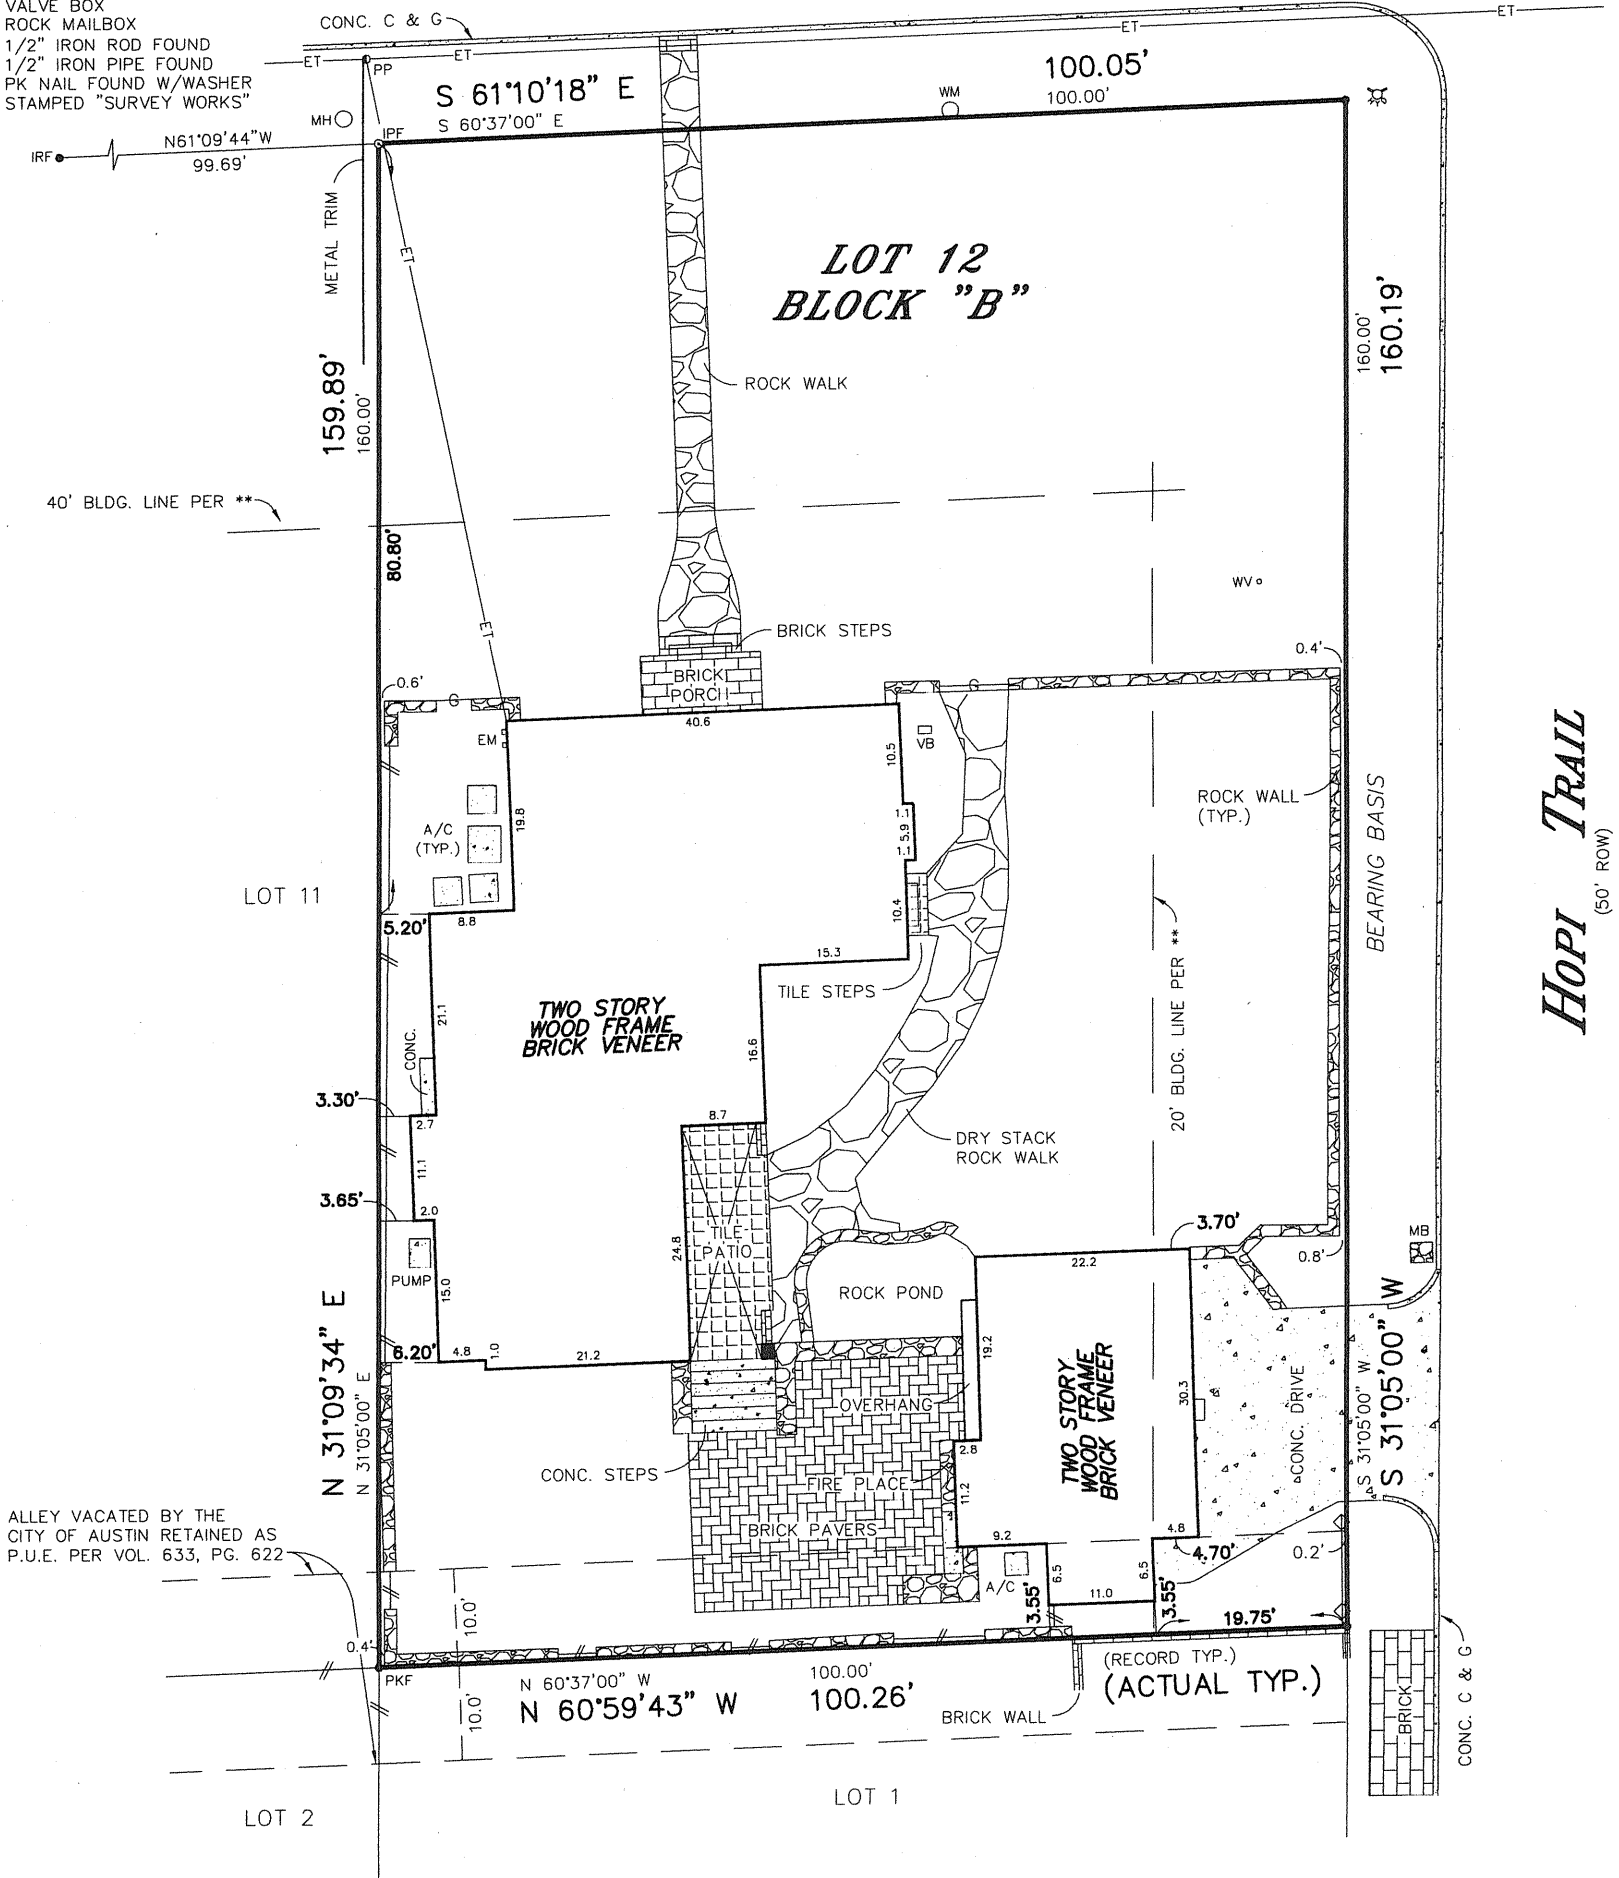 VALVE BOX
ROCK MAILBOX
1/2" IRON ROD FOUND
1/2" IRON PIPE FOUND
PK NAIL FOUND W/WASHER
STAMPED "SURVEY WORKS"
CONC. C & G
ET
ET
ET
ET
PP
S 61°10'18" E
S 60°37'00" E
100.05'
100.00'
WM
MH
IPF
IRF
N61°09'44"W
99.69'
METAL TRIM
ET
LOT 12
BLOCK "B"
159.89'
160.00'
160.00'
160.19'
ROCK WALK
40' BLDG. LINE PER **
80.80'
WV
ET
BRICK STEPS
BRICK
PORCH
0.4'
0.6'
G
G
40.6
EM
VB
10.5
19.8
A/C
(TYP.)
1.1
5.9
1.1
ROCK WALL
(TYP.)
BEARING BASIS
HOPI TRAIL
(50' ROW)
LOT 11
5.20'
8.8
10.4
15.3
TILE STEPS
20' BLDG. LINE PER **
TWO STORY
WOOD FRAME
BRICK VENEER
21.1
CONC.
16.6
3.30'
2.7
8.7
DRY STACK
ROCK WALK
11.1
3.65'
2.0
3.70'
MB
TILE
PATIO
24.8
22.2
0.8'
PUMP
15.0
ROCK POND
N 31°09'34" E
N 31°05'00" E
6.20'
4.8
1.0
21.2
19.2
TWO STORY
WOOD FRAME
BRICK VENEER
30.3
CONC. DRIVE
S 31°05'00" W
S 31°05'00" W
OVERHANG
2.8
CONC. STEPS
FIRE PLACE
11.2
BRICK PAVERS
9.2
4.8
4.70'
0.2'
ALLEY VACATED BY THE
CITY OF AUSTIN RETAINED AS
P.U.E. PER VOL. 633, PG. 622
A/C
6.5
6.5
11.0
3.55'
3.55'
19.75'
10.0'
0.4'
PKF
10.0'
N 60°37'00" W
100.00'
N 60°59'43" W
100.26'
(RECORD TYP.)
(ACTUAL TYP.)
BRICK WALL
BRICK
CONC. C & G
LOT 1
LOT 2